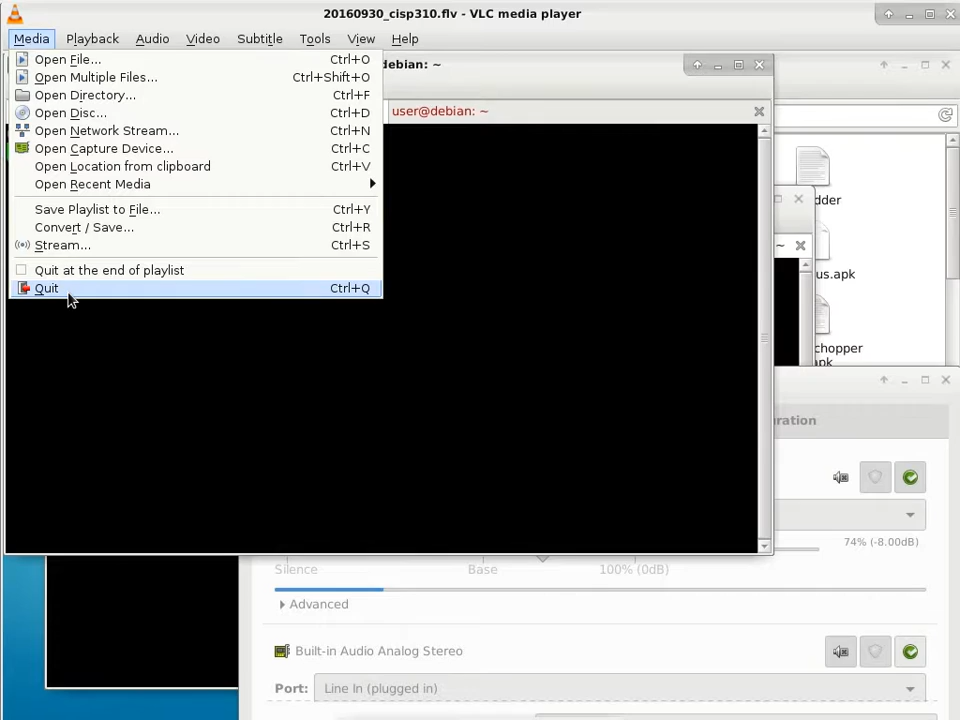 20160930_cisp310.flv - VLC media player
Media Playback Audio Video Subtitle Tools View Help
Open File... Ctrl+O
Open Multiple Files... Ctrl+Shift+O
Open Directory... Ctrl+F
Open Disc... Ctrl+D
Open Network Stream... Ctrl+N
Open Capture Device... Ctrl+C
Open Location from clipboard Ctrl+V
Open Recent Media
Save Playlist to File... Ctrl+Y
Convert / Save... Ctrl+R
Stream... Ctrl+S
Quit at the end of playlist
Quit Ctrl+Q
debian: ~
user@debian: ~
dder
~
us.apk
chopper
apk
ration
74% (-8.00dB)
Silence Base 100% (0dB)
Advanced
Built-in Audio Analog Stereo
Port: Line In (plugged in)